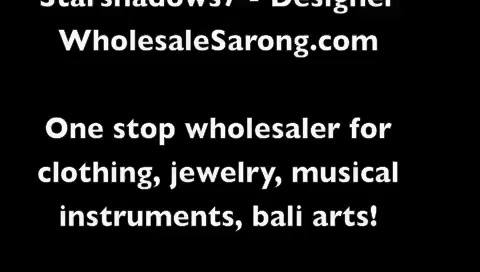 Starshadows7 - Designer
WholesaleSarong.com
One stop wholesaler for
clothing, jewelry, musical
instruments, bali arts!